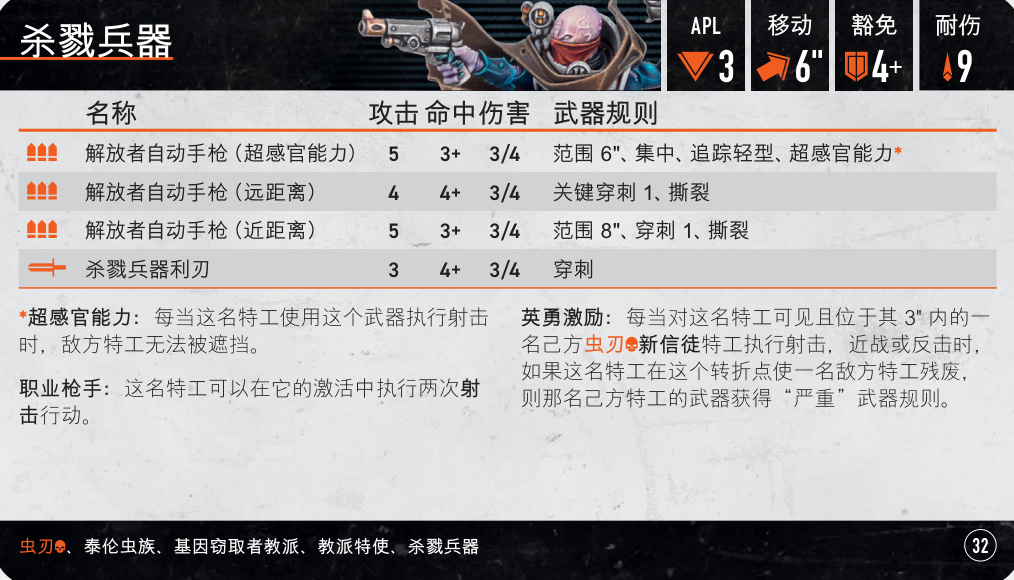 杀戮兵器
APL 移动 豁免 耐伤
3 6" 4+ 9
名称 攻击 命中 伤害 武器规则
解放者自动手枪（超感官能力） 5 3+ 3/4 范围 6"、集中、追踪轻型、超感官能力*
解放者自动手枪（远距离） 4 4+ 3/4 关键穿刺 1、撕裂
解放者自动手枪（近距离） 5 3+ 3/4 范围 8"、穿刺 1、撕裂
杀戮兵器利刃 3 4+ 3/4 穿刺
*超感官能力：每当这名特工使用这个武器执行射击
时，敌方特工无法被遮挡。
职业枪手：这名特工可以在它的激活中执行两次射
击行动。
英勇激励：每当对这名特工可见且位于其 3" 内的一
名己方虫刃新信徒特工执行射击，近战或反击时，
如果这名特工在这个转折点使一名敌方特工残废，
则那名己方特工的武器获得“严重”武器规则。
虫刃、泰伦虫族、基因窃取者教派、教派特使、杀戮兵器
32